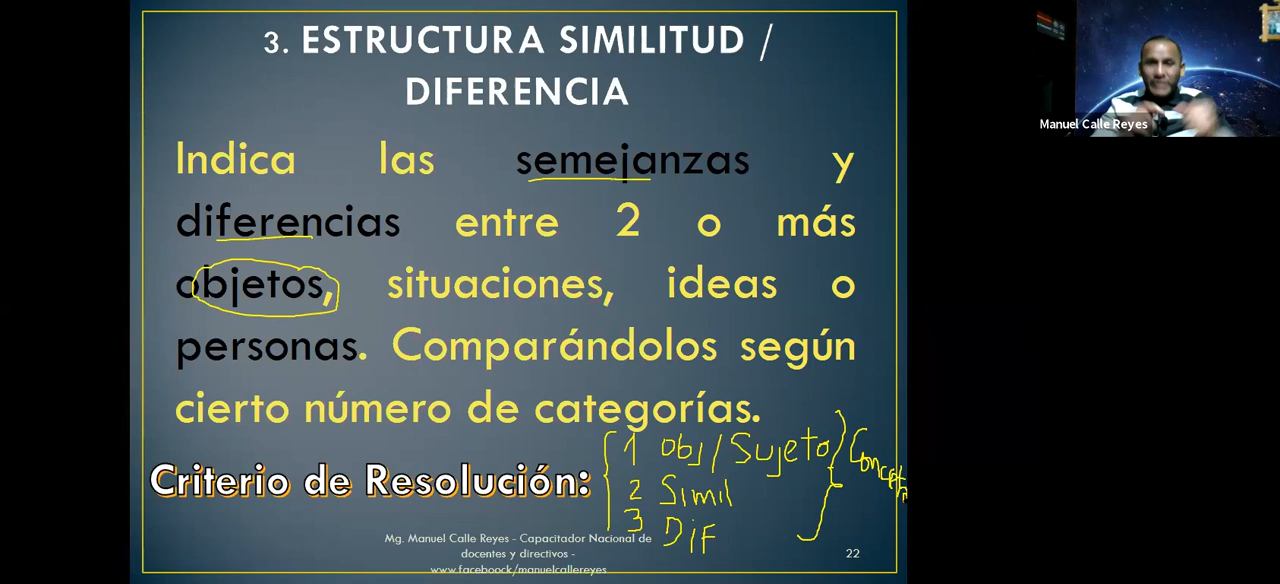 3. ESTRUCTURA SIMILITUD /
DIFERENCIA
Manuel Calle Reyes
Indica las semejanzas y
diferencias entre 2 o más
objetos, situaciones, ideas o
personas. Comparándolos según
cierto número de categorías.
Criterio de Resolución:
1 obj/Sujeto
2 Simil
3 DIF
Mg. Manuel Calle Reyes - Capacitador Nacional de
docentes y directivos -
www.faceboock/manuelcallereyes
22